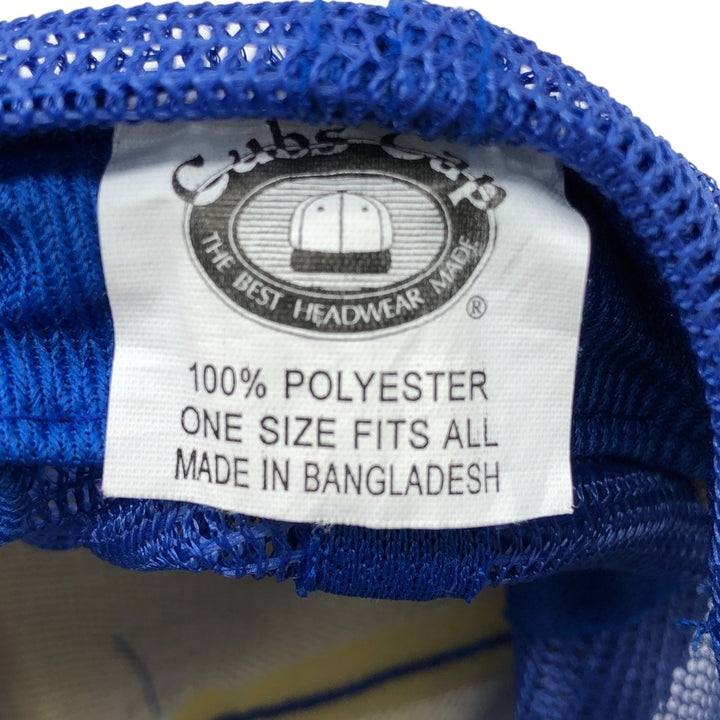 Cubs Cap
THE BEST HEADWEAR MADE
®
100% POLYESTER
ONE SIZE FITS ALL
MADE IN BANGLADESH